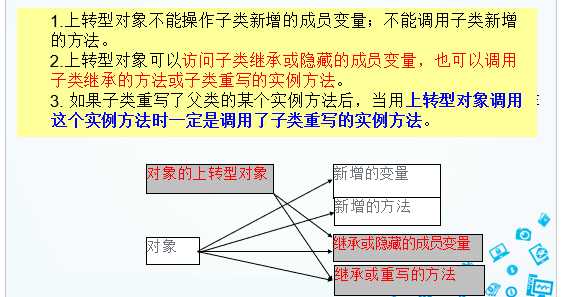 1.上转型对象不能操作子类新增的成员变量；不能调用子类新增
的方法。
2.上转型对象可以访问子类继承或隐藏的成员变量，也可以调用
子类继承的方法或子类重写的实例方法。
3. 如果子类重写了父类的某个实例方法后，当用上转型对象调用
这个实例方法时一定是调用了子类重写的实例方法。
对象的上转型对象
新增的变量
新增的方法
对象
继承或隐藏的成员变量
继承或重写的方法